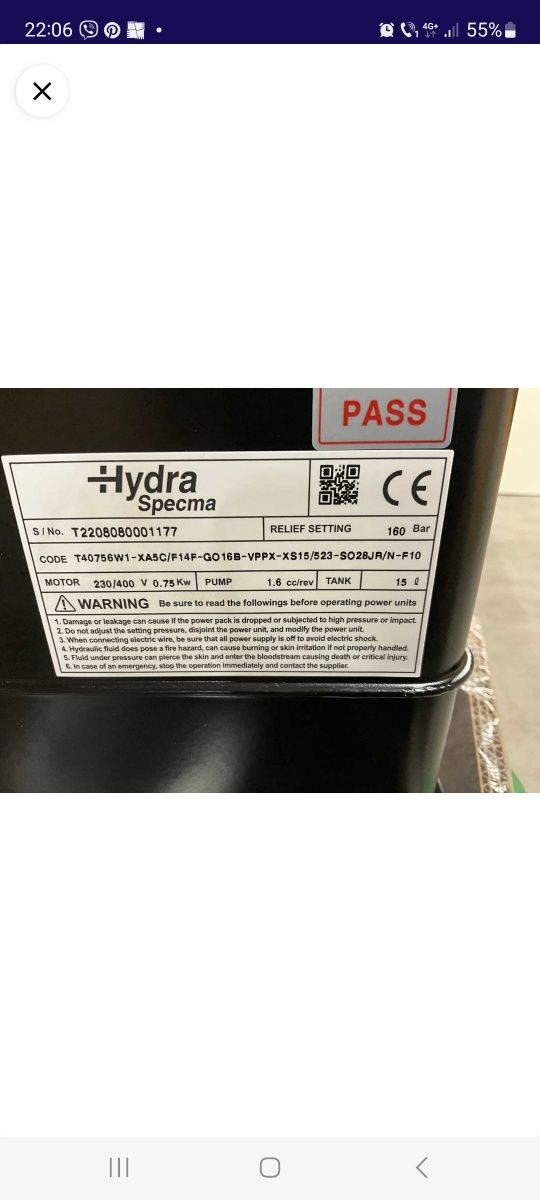 22:06
4G+
55%
PASS
Hydra
Specma
S/No. T2208080001177
RELIEF SETTING 160 Bar
CODE T40756W1-XA5C/F14F-GO16B-VPPX-XS15/523-SO28JR/N-F10
MOTOR 230/400 V 0.75 Kw PUMP 1.6 cc/rev TANK 15 ℓ
WARNING Be sure to read the followings before operating power units
1. Damage or leakage can cause if the power pack is dropped or subjected to high pressure or impact.
2. Do not adjust the setting pressure, disjoint the power unit, and modify the power unit.
3. When connecting electric wire, be sure that all power supply is off to avoid electric shock.
4. Hydraulic fluid does pose a fire hazard, can cause burning or skin irritation if not properly handled.
5. Fluid under pressure can pierce the skin and enter the bloodstream causing death or critical injury.
6. In case of an emergency, stop the operation immediately and contact the supplier.